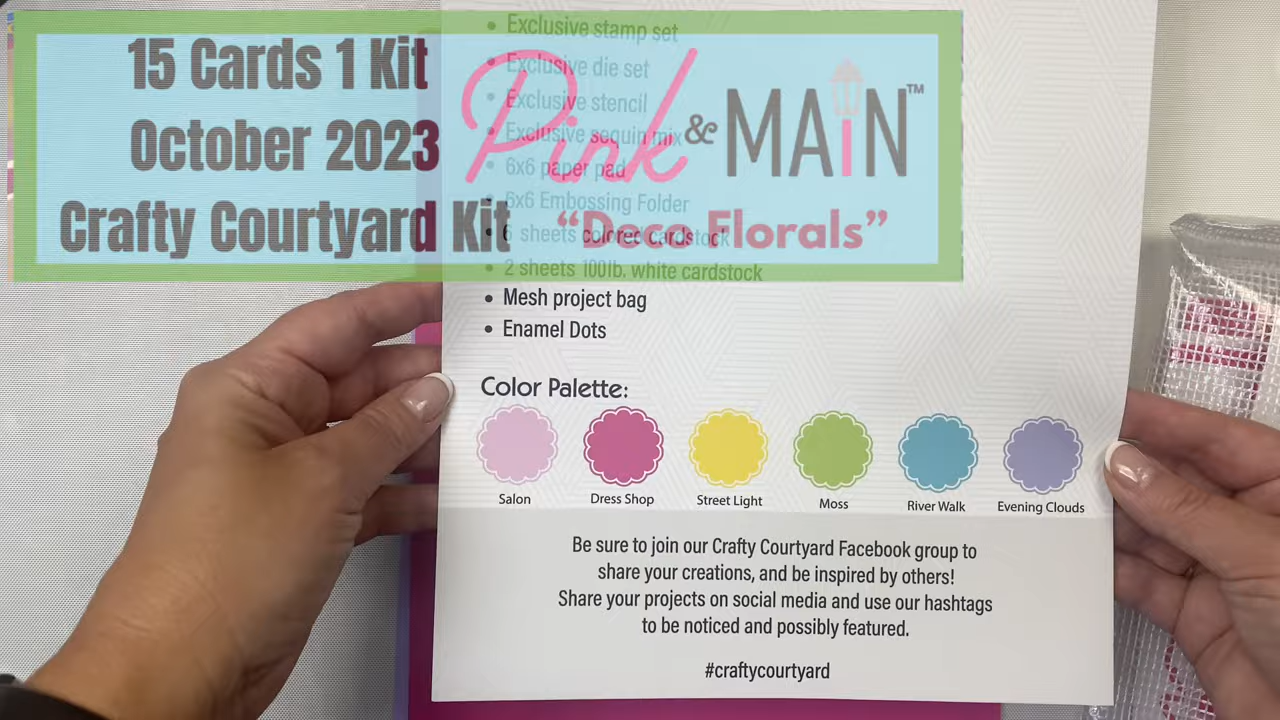 15 Cards 1 Kit
October 2023
Crafty Courtyard Kit
Pink & MAiN™
“Deco Florals”
• Exclusive stamp set
• Exclusive die set
• Exclusive stencil
• Exclusive sequin mix
• 6x6 paper pad
• 6x6 Embossing Folder
• 6 sheets colored cardstock
• 2 sheets 100lb. white cardstock
• Mesh project bag
• Enamel Dots
Color Palette:
Salon
Dress Shop
Street Light
Moss
River Walk
Evening Clouds
Be sure to join our Crafty Courtyard Facebook group to
share your creations, and be inspired by others!
Share your projects on social media and use our hashtags
to be noticed and possibly featured.
#craftycourtyard